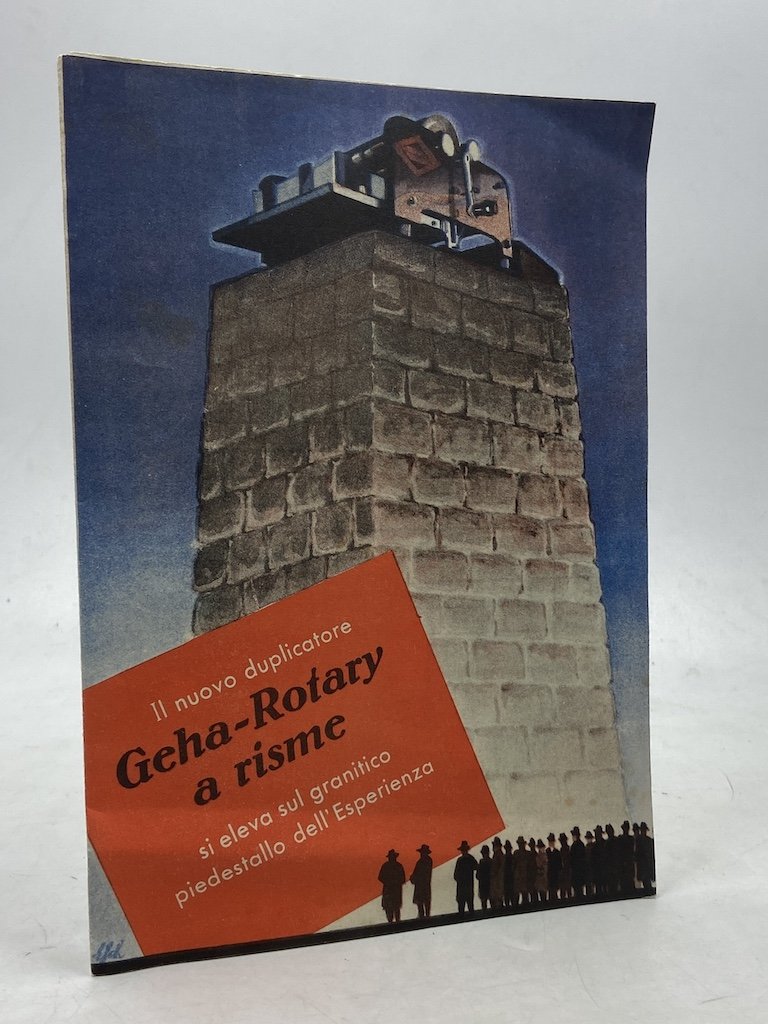 Il nuovo duplicatore
Geha-Rotary
a risme
si eleva sul granitico
piedestallo dell'Esperienza